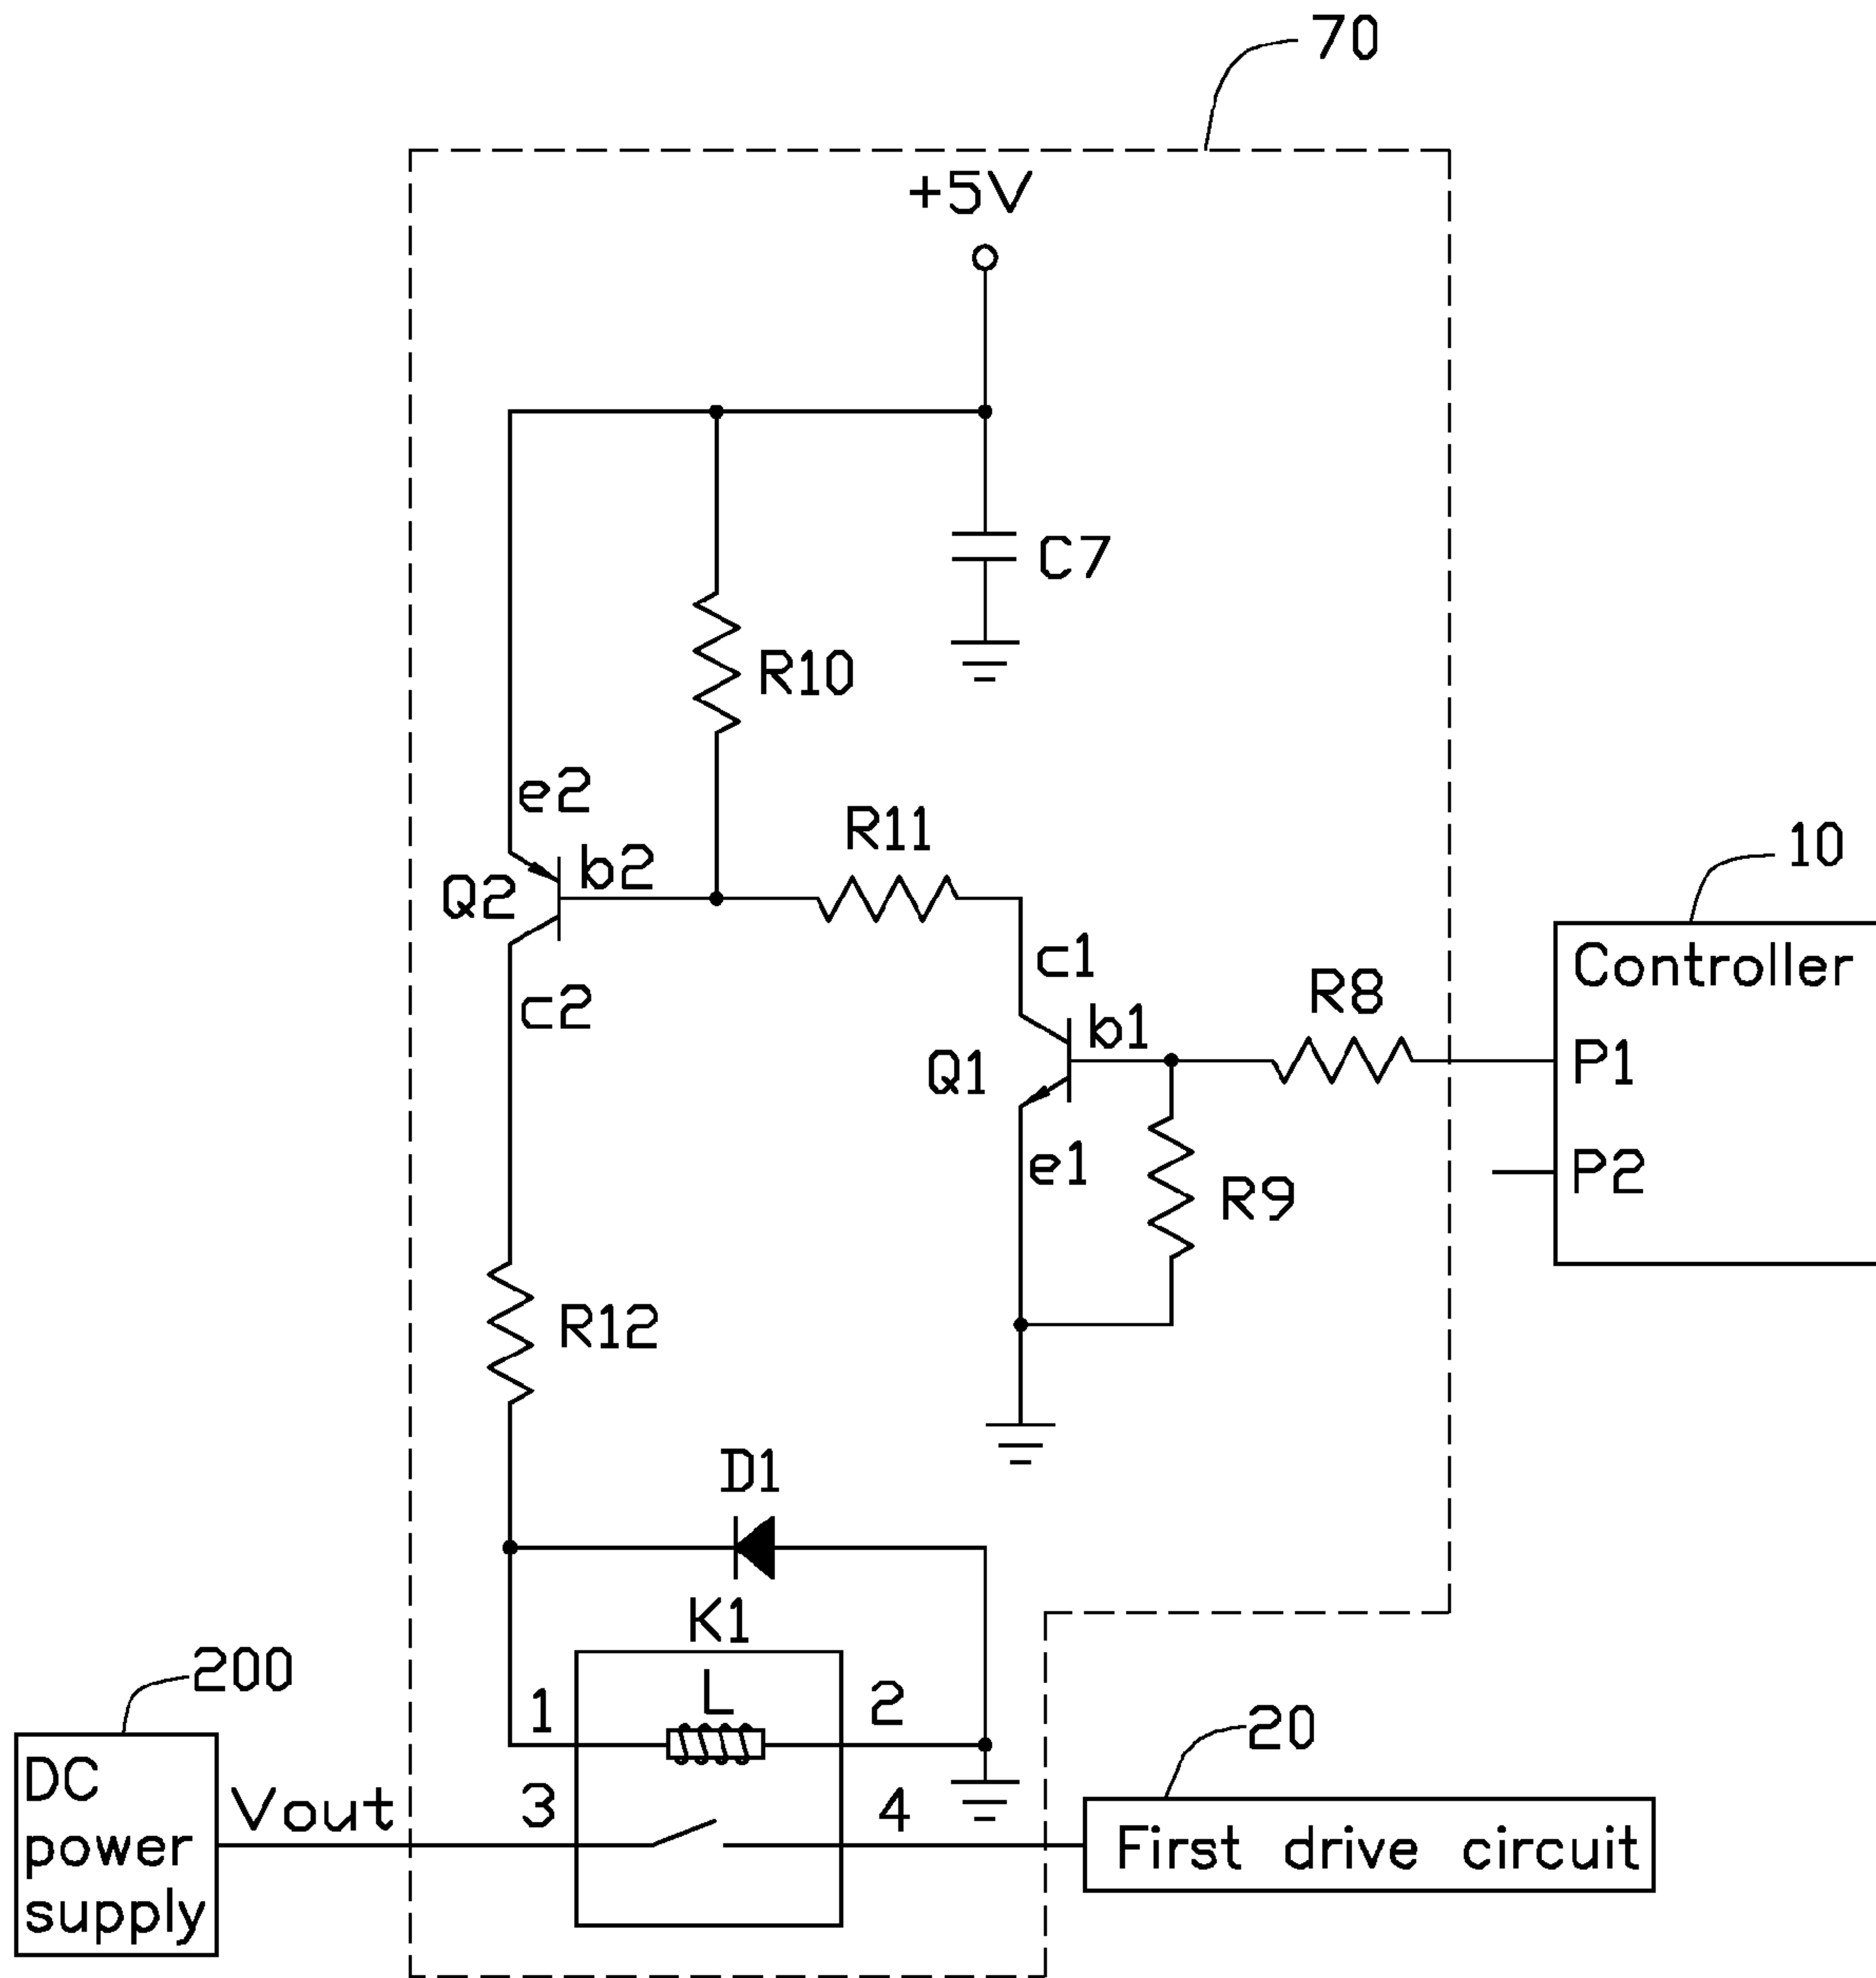 70
+5V
C7
R10
e2
R11
b2
Q2
10
c1
Controller
R8
c2
b1
P1
Q1
e1
P2
R9
R12
D1
K1
200
L
1
2
20
DC
power
supply
3
4
Vout
First drive circuit